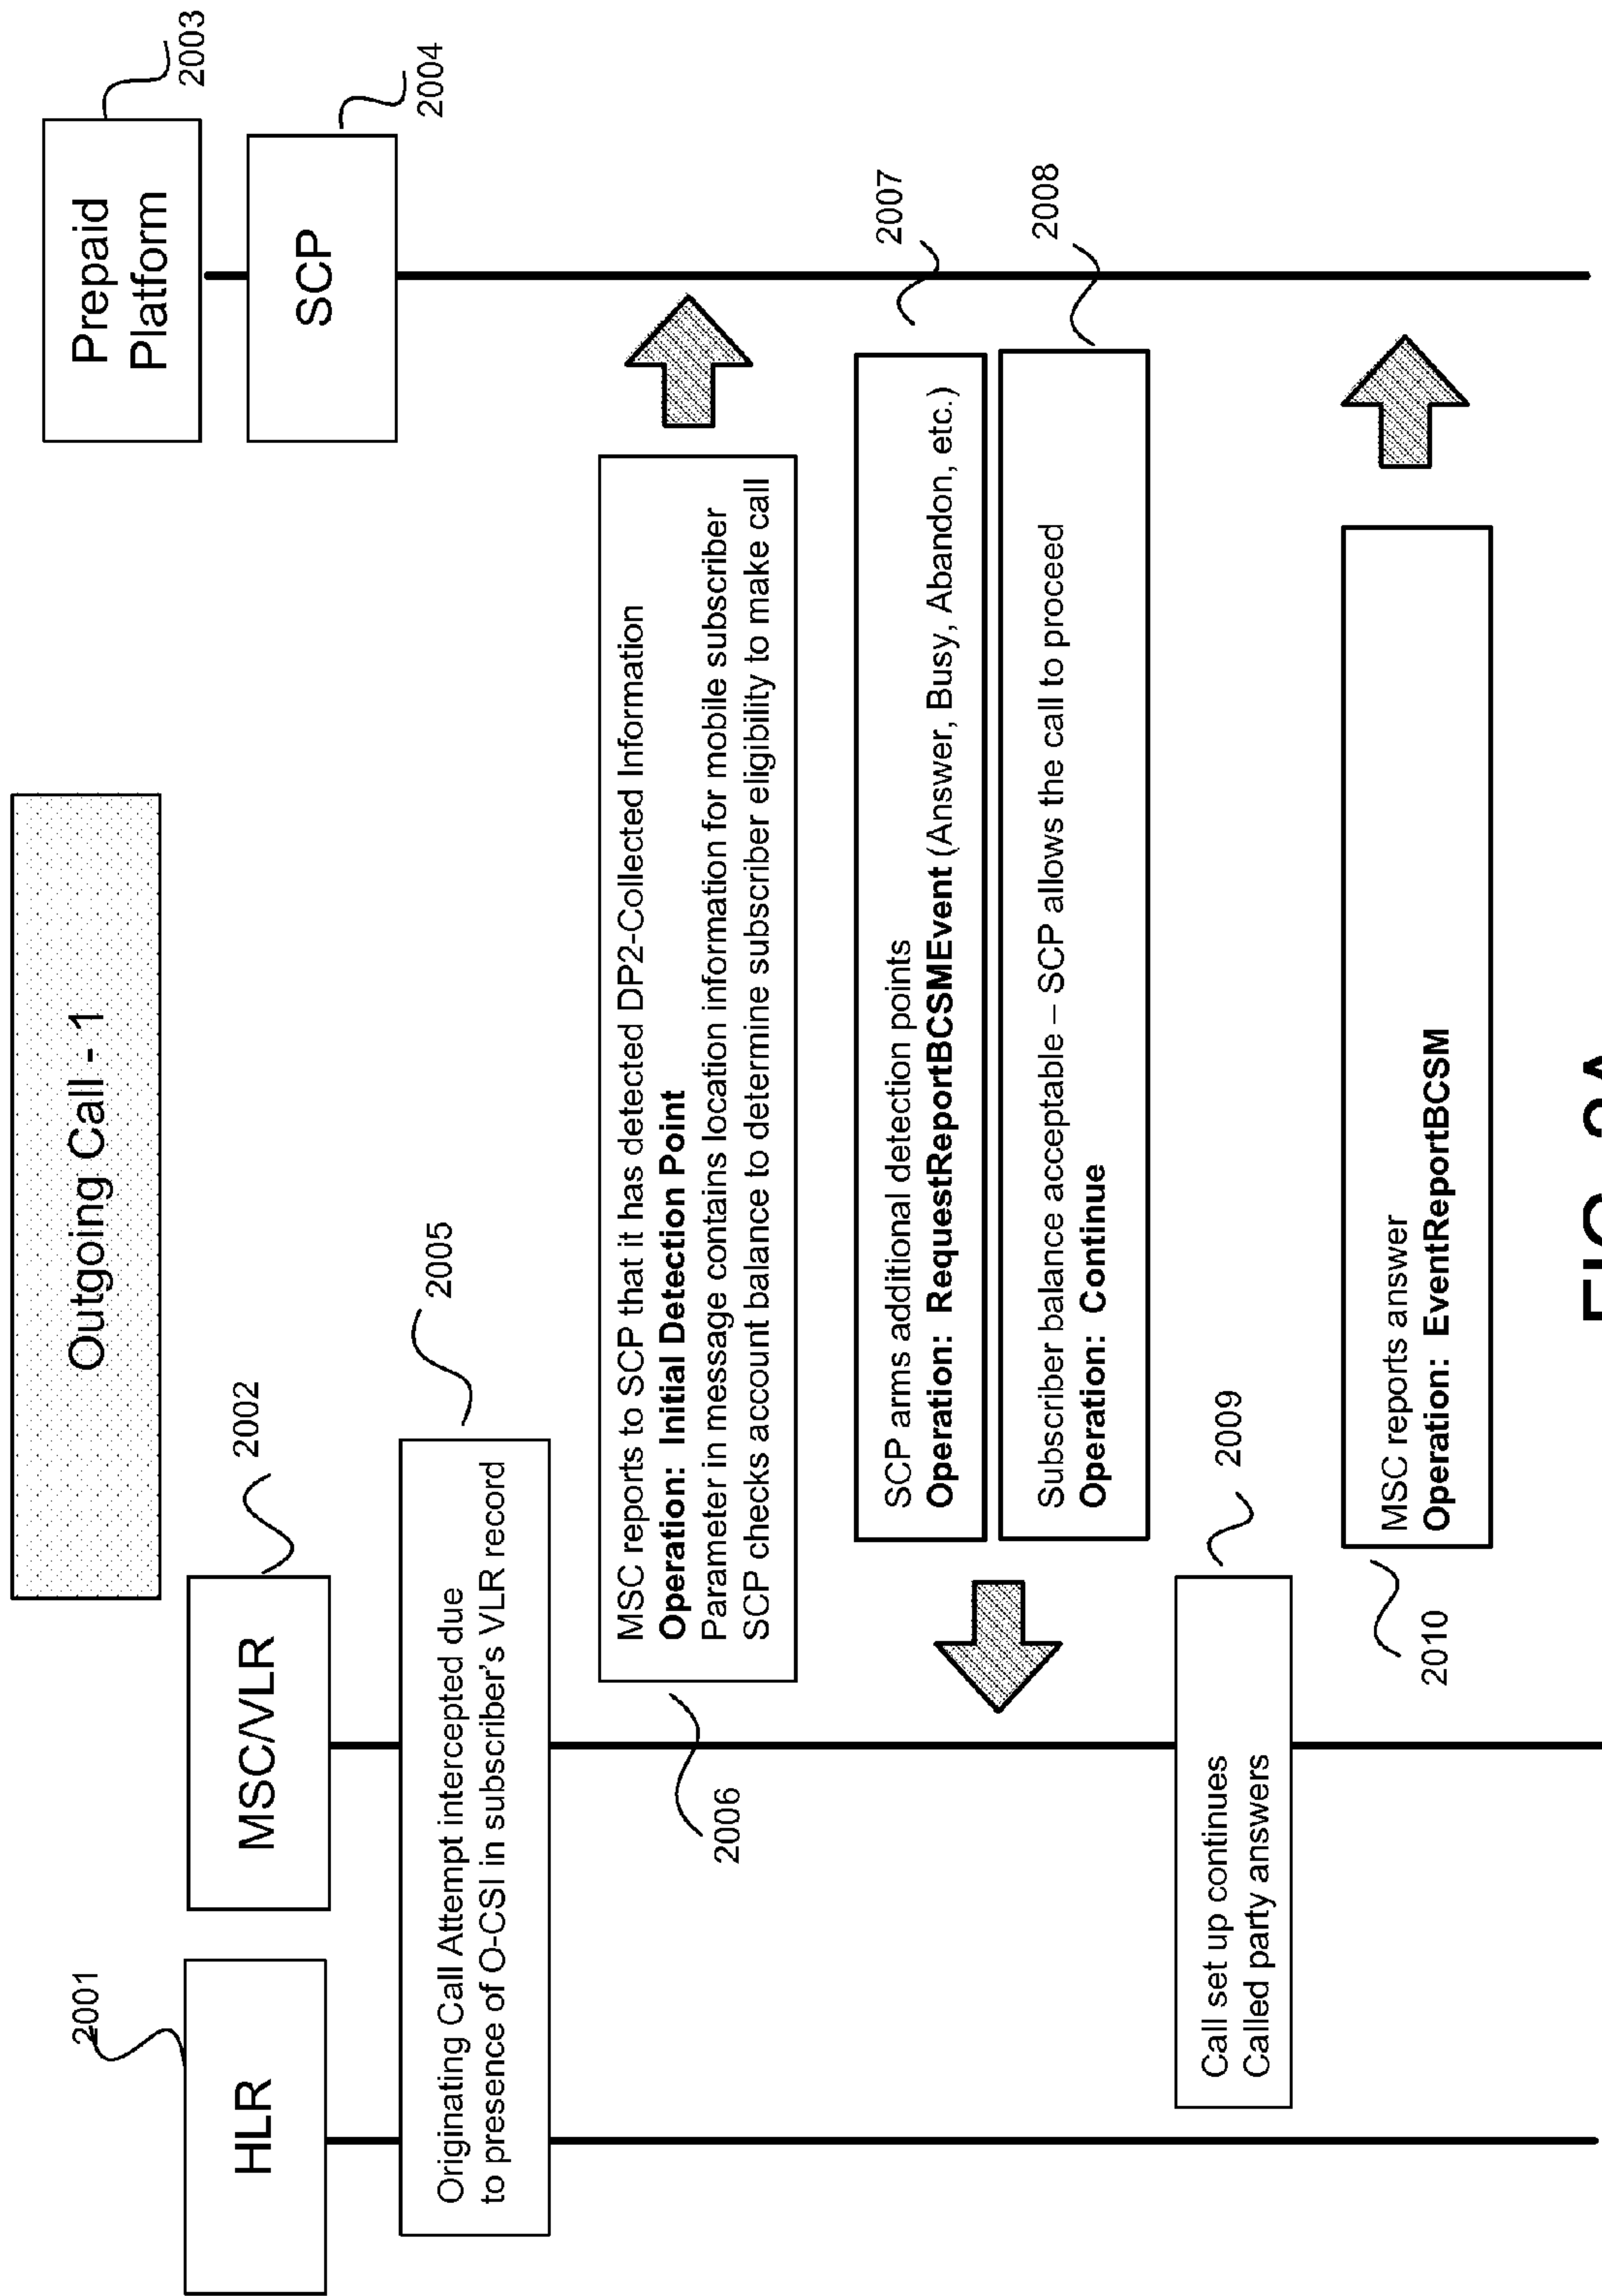 Outgoing Call - 1
2001
HLR
2002
MSC/VLR
2003
Prepaid
Platform
2004
SCP
2005
Originating Call Attempt intercepted due
to presence of O-CSI in subscriber's VLR record
2006
MSC reports to SCP that it has detected DP2-Collected Information
Operation: Initial Detection Point
Parameter in message contains location information for mobile subscriber
SCP checks account balance to determine subscriber eligibility to make call
2007
SCP arms additional detection points
Operation: RequestReportBCSMEvent (Answer, Busy, Abandon, etc.)
2008
Subscriber balance acceptable – SCP allows the call to proceed
Operation: Continue
2009
Call set up continues
Called party answers
2010
MSC reports answer
Operation: EventReportBCSM